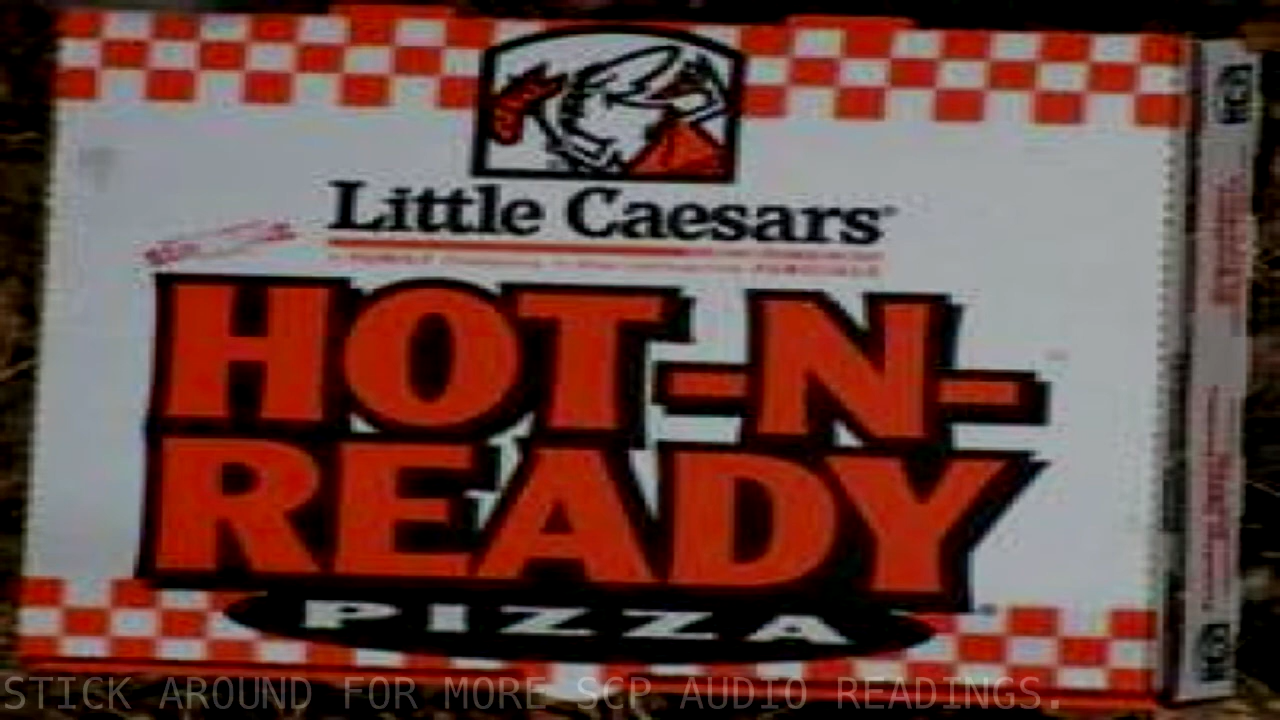 Little Caesars
HOT-N-
READY
PIZZA
STICK AROUND FOR MORE SCP AUDIO READINGS.